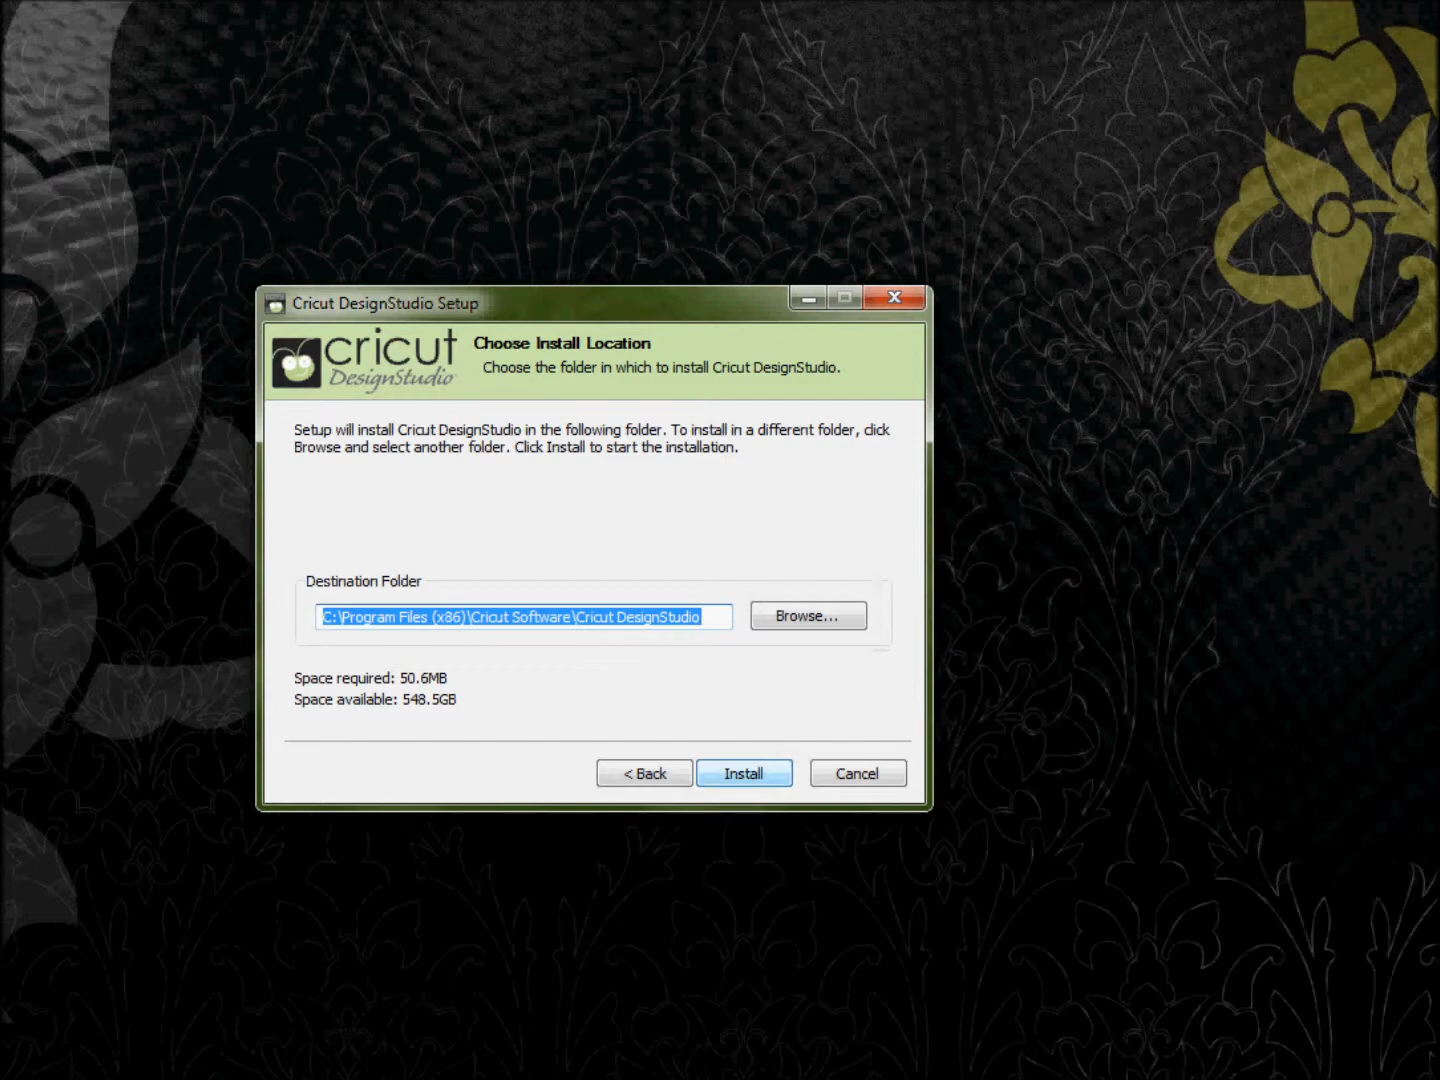 Cricut DesignStudio Setup
cricut
DesignStudio
Choose Install Location
Choose the folder in which to install Cricut DesignStudio.
Setup will install Cricut DesignStudio in the following folder. To install in a different folder, click
Browse and select another folder. Click Install to start the installation.
Destination Folder
C:\Program Files (x86)\Cricut Software\Cricut DesignStudio
Browse...
Space required: 50.6MB
Space available: 548.5GB
< Back
Install
Cancel